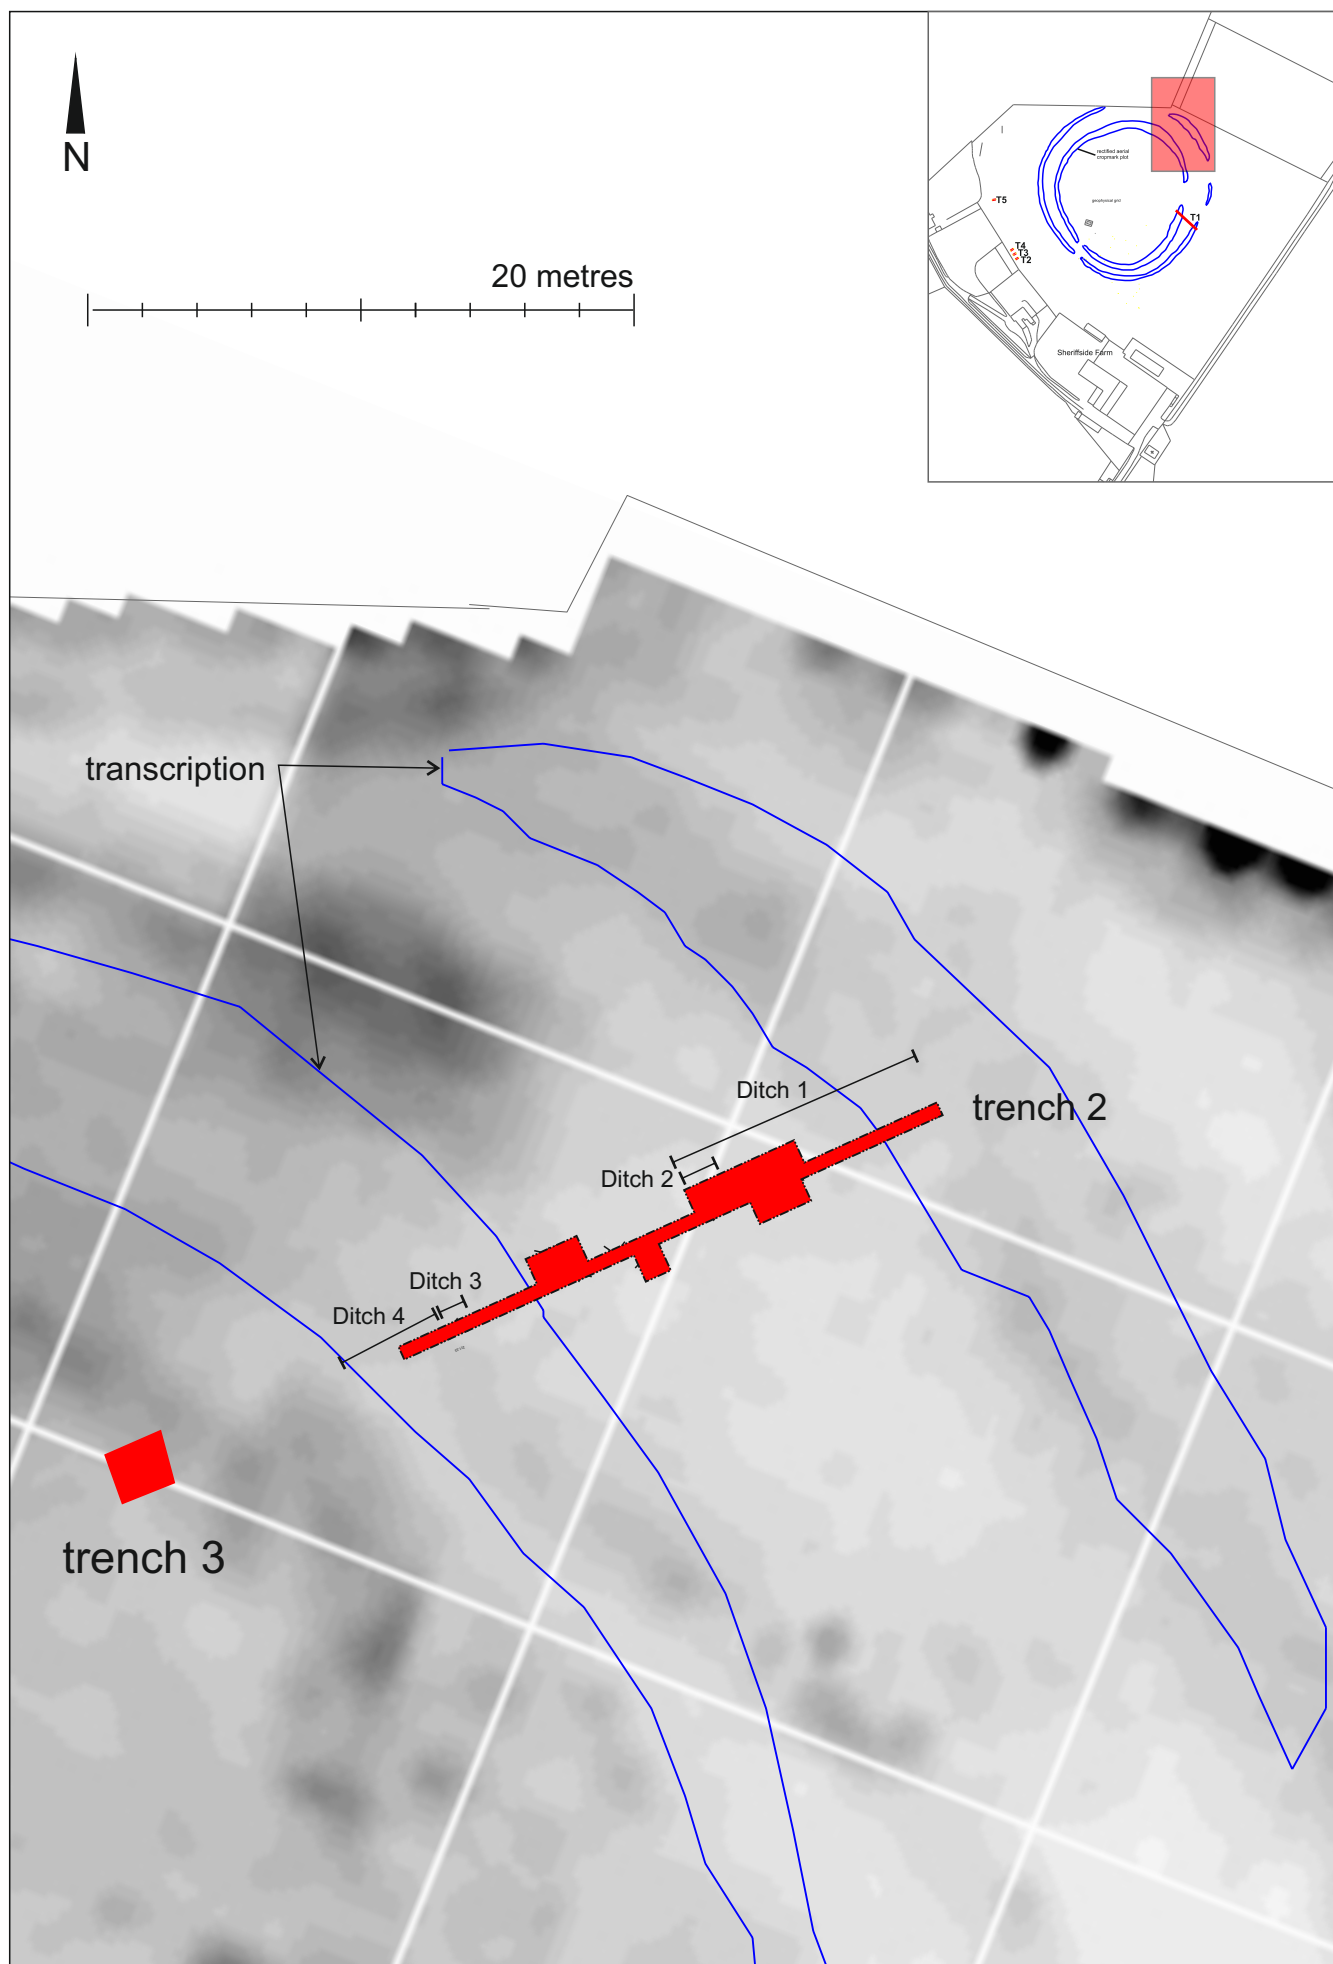 N
20 metres
rectified aerial
cropmark plot
geophysical grid
T5
T1
T4
T3
T2
Sheriffside Farm
transcription
Ditch 1
trench 2
Ditch 2
Ditch 3
Ditch 4
trench 3